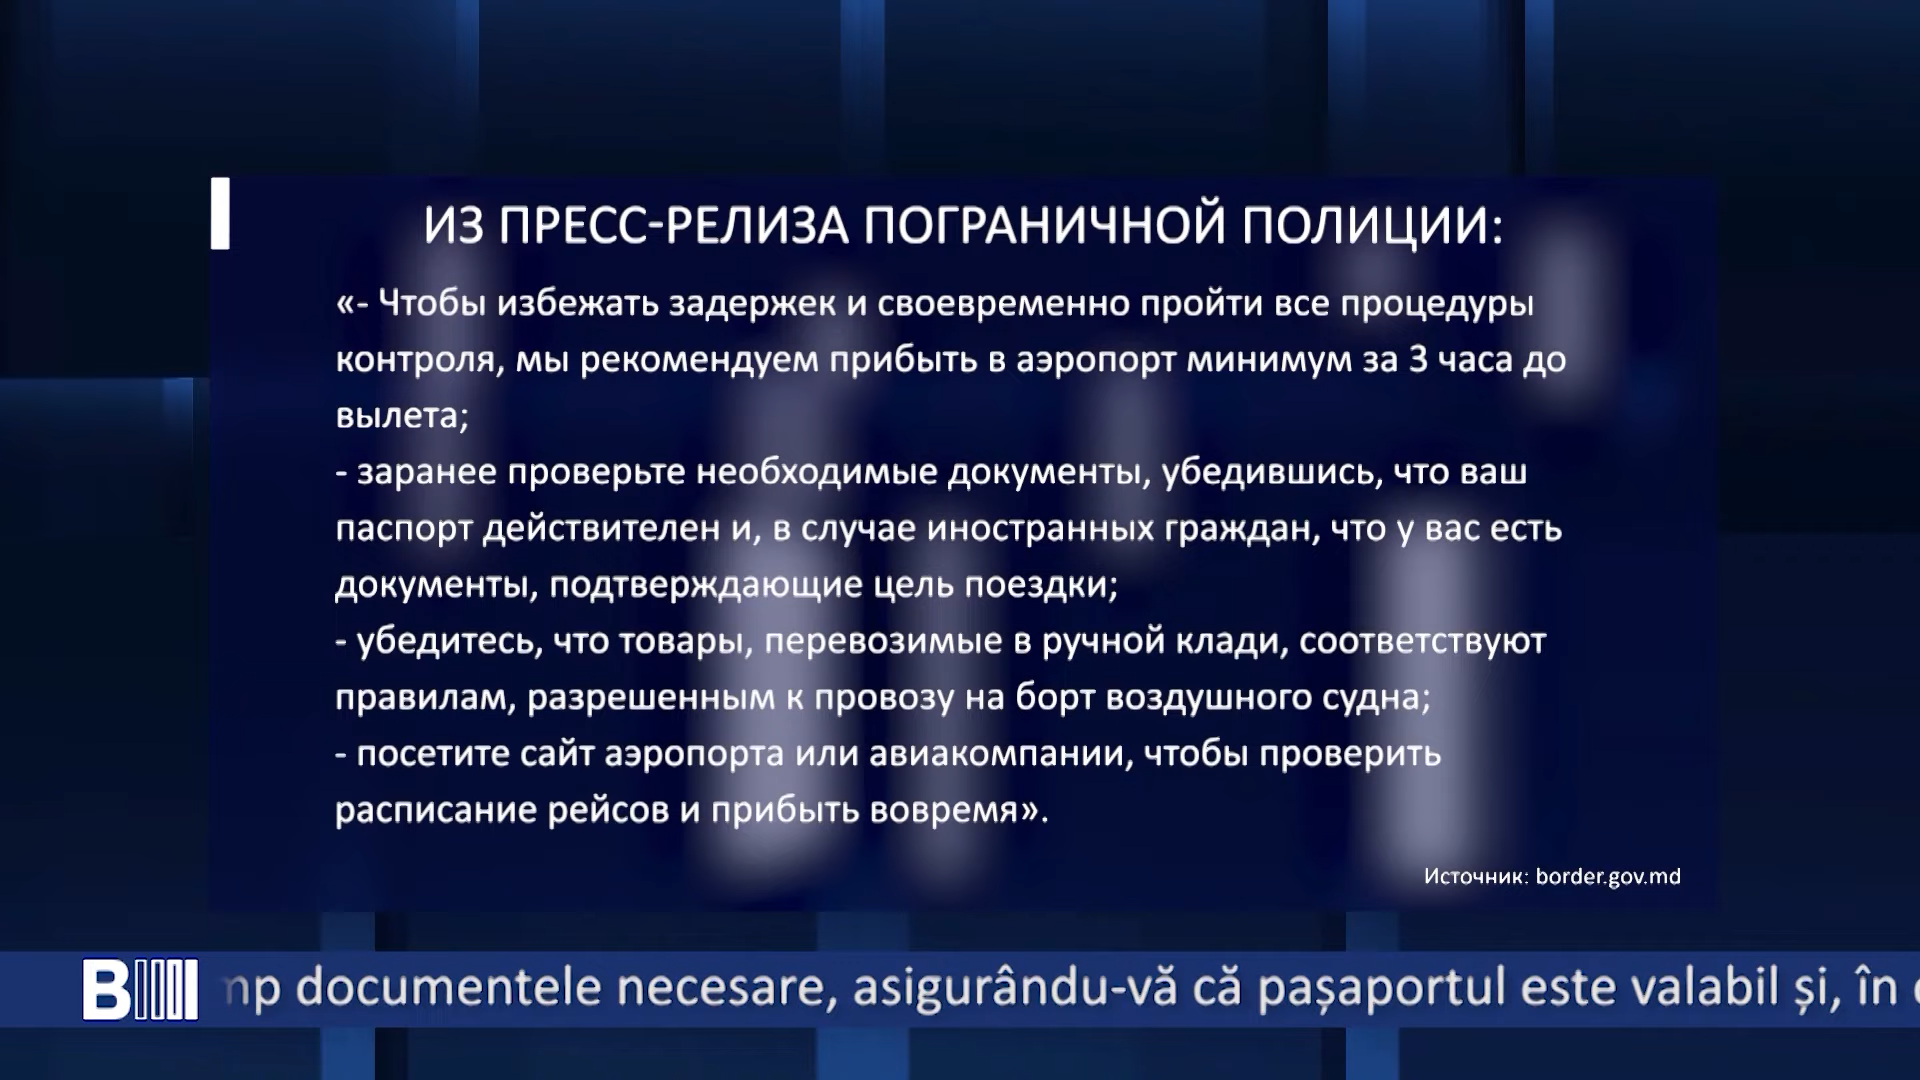 ИЗ ПРЕСС-РЕЛИЗА ПОГРАНИЧНОЙ ПОЛИЦИИ:
«- Чтобы избежать задержек и своевременно пройти все процедуры
контроля, мы рекомендуем прибыть в аэропорт минимум за 3 часа до
вылета;
- заранее проверьте необходимые документы, убедившись, что ваш
паспорт действителен и, в случае иностранных граждан, что у вас есть
документы, подтверждающие цель поездки;
- убедитесь, что товары, перевозимые в ручной клади, соответствуют
правилам, разрешенным к провозу на борт воздушного судна;
- посетите сайт аэропорта или авиакомпании, чтобы проверить
расписание рейсов и прибыть вовремя».
Источник: border.gov.md
B mp documentele necesare, asigurându-vă că pașaportul este valabil și, în